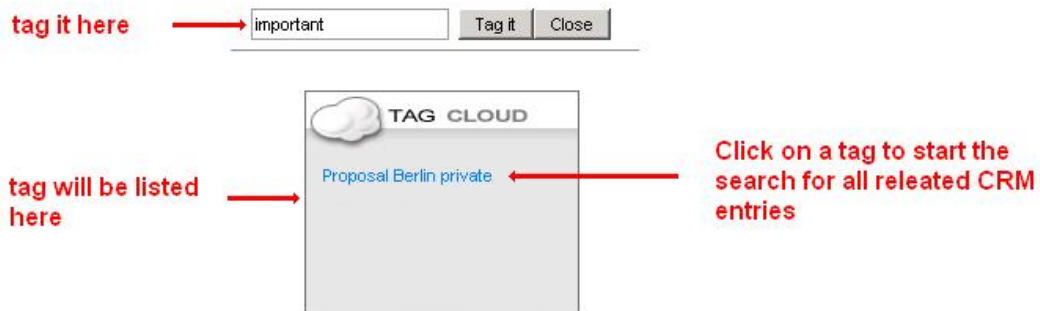 tag it here
important
Tag it
Close
TAG CLOUD
Proposal Berlin private
tag will be listed
here
Click on a tag to start the
search for all releated CRM
entries